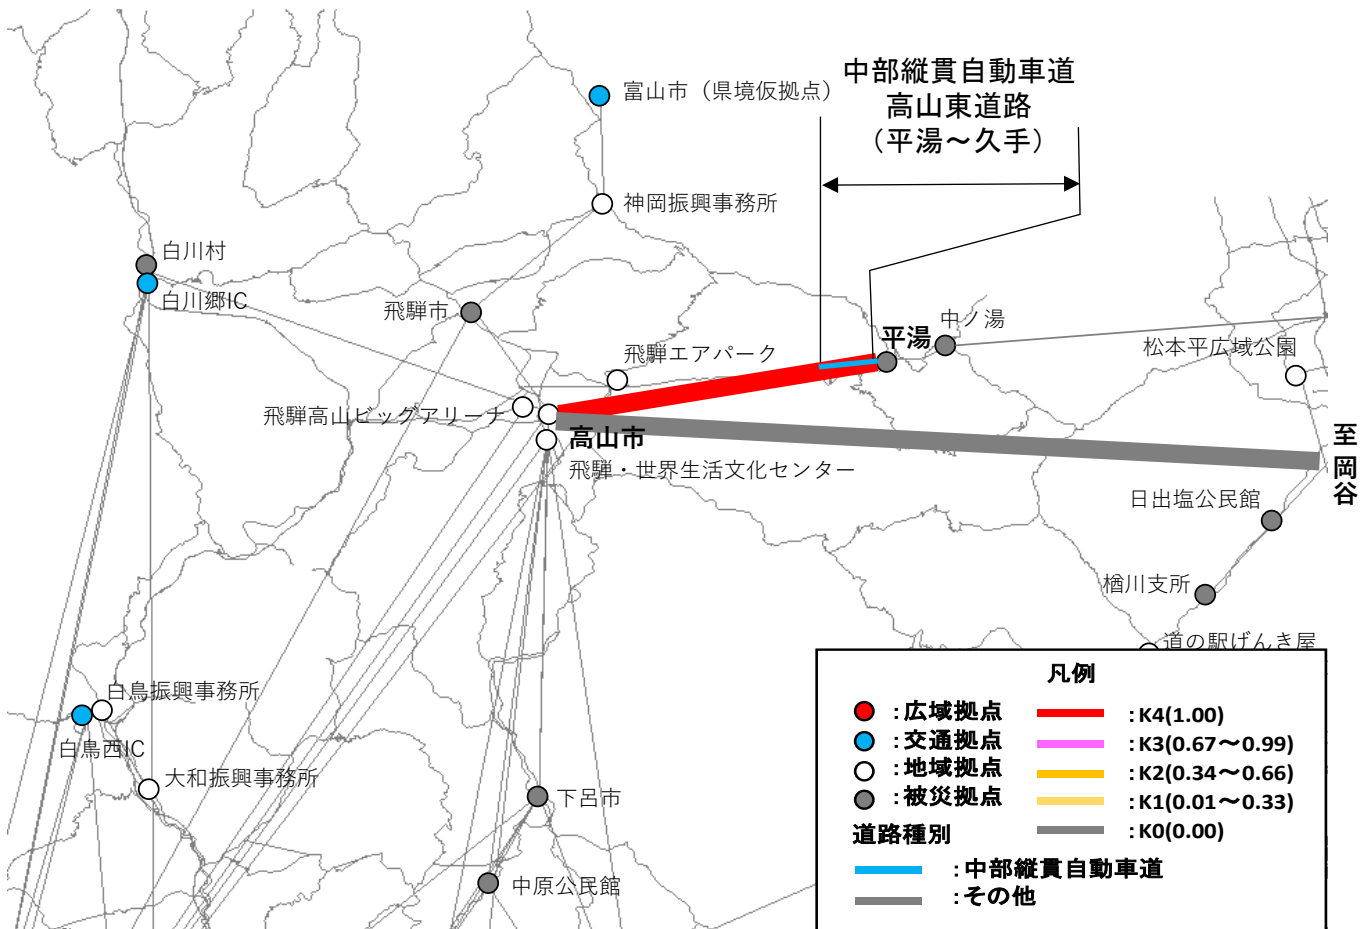 中部縦貫自動車道
高山東道路
（平湯～久手）
富山市（県境仮拠点）
神岡振興事務所
白川村
白川郷IC
飛騨市
飛騨エアパーク
平湯
中ノ湯
松本平広域公園
飛騨高山ビッグアリーナ
高山市
飛騨・世界生活文化センター
至岡谷
日出塩公民館
楢川支所
道の駅げんき屋
白鳥振興事務所
白鳥西IC
大和振興事務所
下呂市
中原公民館
凡例
：広域拠点
：交通拠点
：地域拠点
：被災拠点
：K4(1.00)
：K3(0.67～0.99)
：K2(0.34～0.66)
：K1(0.01～0.33)
：K0(0.00)
道路種別
：中部縦貫自動車道
：その他